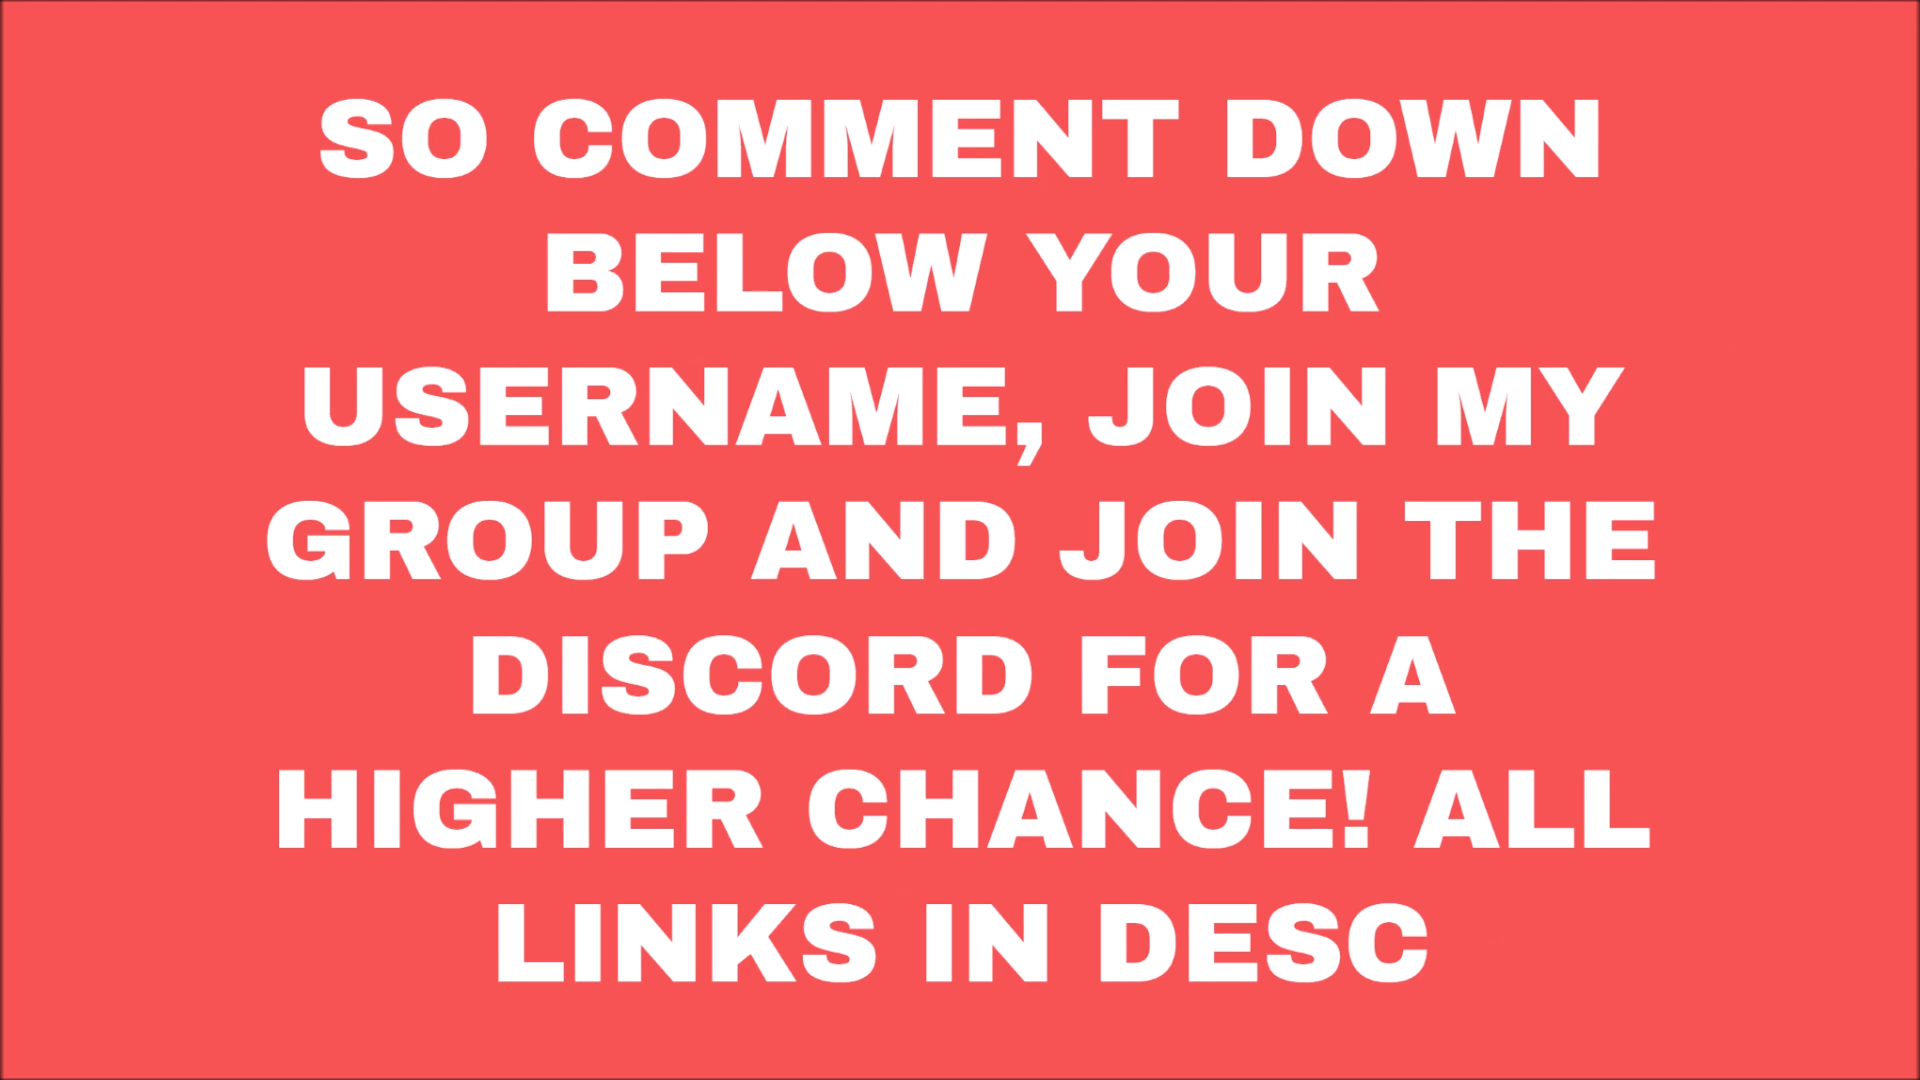 SO COMMENT DOWN
BELOW YOUR
USERNAME, JOIN MY
GROUP AND JOIN THE
DISCORD FOR A
HIGHER CHANCE! ALL
LINKS IN DESC